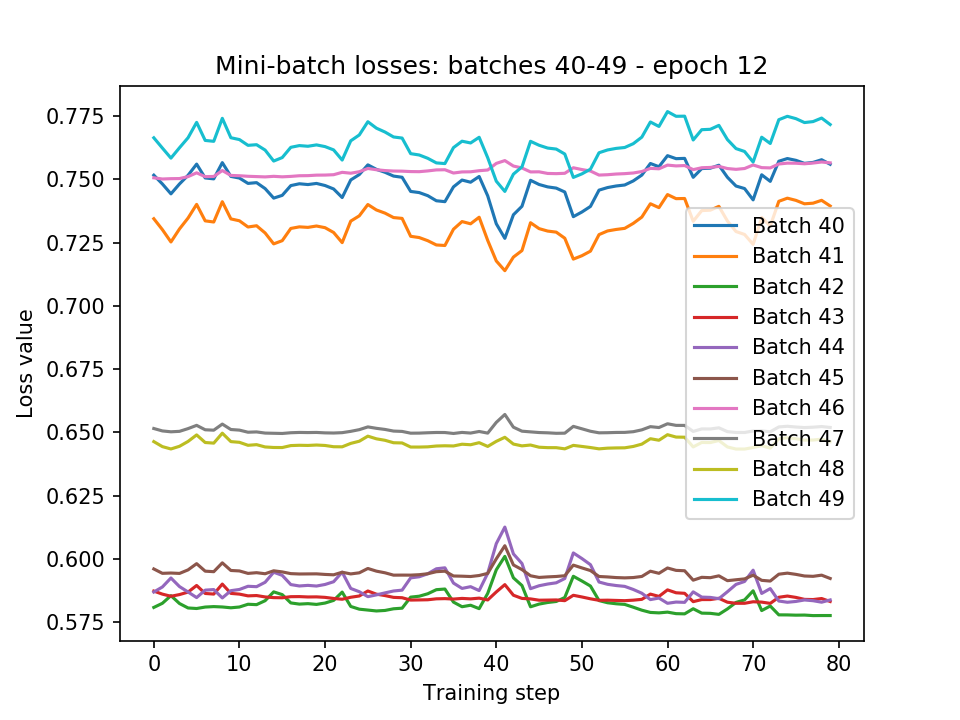 Mini-batch losses: batches 40-49 - epoch 12
Loss value
0.775
0.750
0.725
0.700
0.675
0.650
0.625
0.600
0.575
Batch 40
Batch 41
Batch 42
Batch 43
Batch 44
Batch 45
Batch 46
Batch 47
Batch 48
Batch 49
0 10 20 30 40 50 60 70 80
Training step